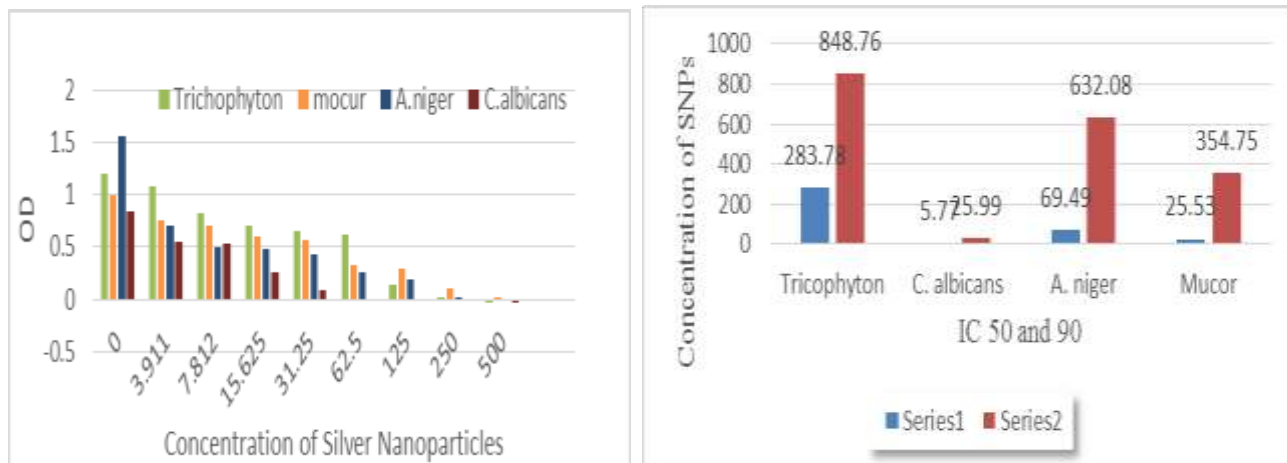 2
Trichophyton mocur A.niger C.albicans
1.5
1
0.5
0
-0.5
OD
0 3.911 7.812 15.625 31.25 62.5 125 250 500
Concentration of Silver Nanoparticles
1000
800
600
400
200
0
Concentration of SNPs
848.76
632.08
354.75
283.78
5.77 25.99
69.49
25.53
Tricophyton C. albicans A. niger Mucor
IC 50 and 90
Series1 Series2